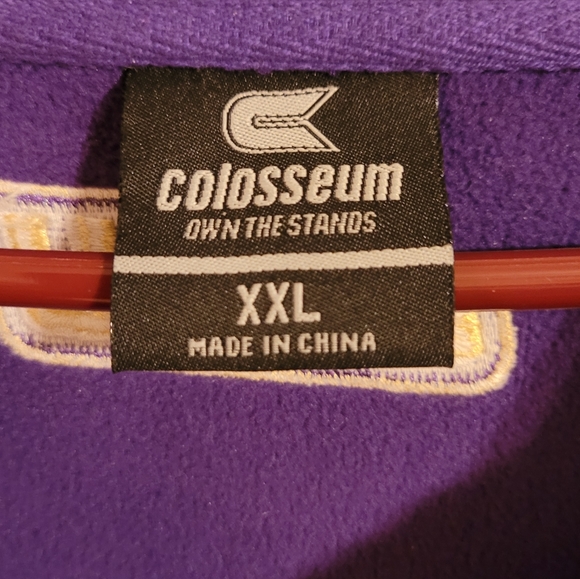 Colosseum
OWN THE STANDS
XXL
MADE IN CHINA